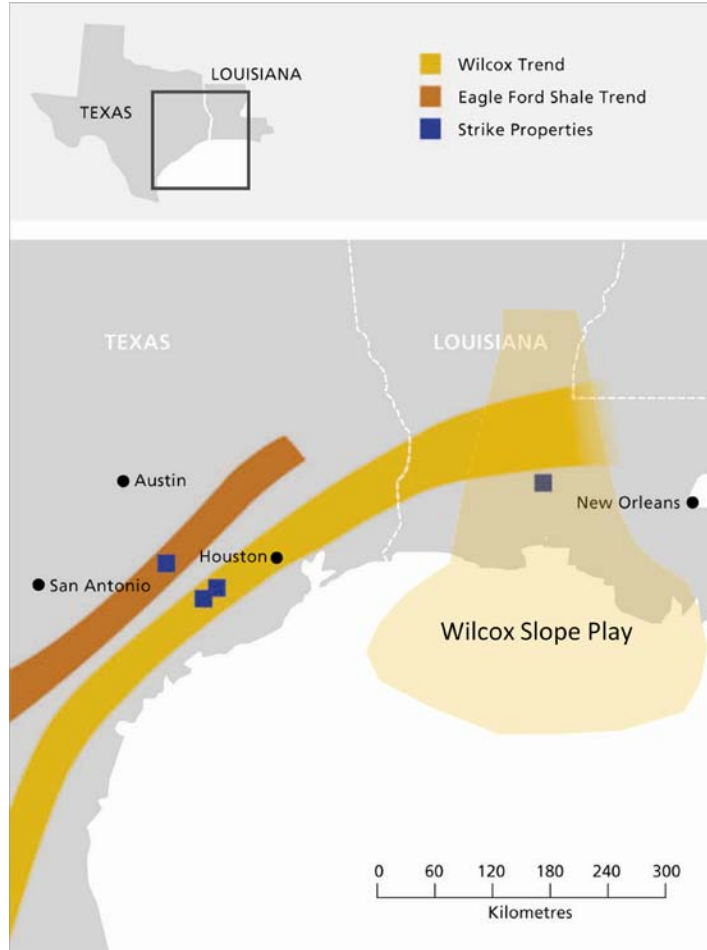 LOUISIANA
TEXAS
Wilcox Trend
Eagle Ford Shale Trend
Strike Properties
TEXAS
LOUISIANA
Austin
New Orleans
Houston
San Antonio
Wilcox Slope Play
0 60 120 180 240 300
Kilometres